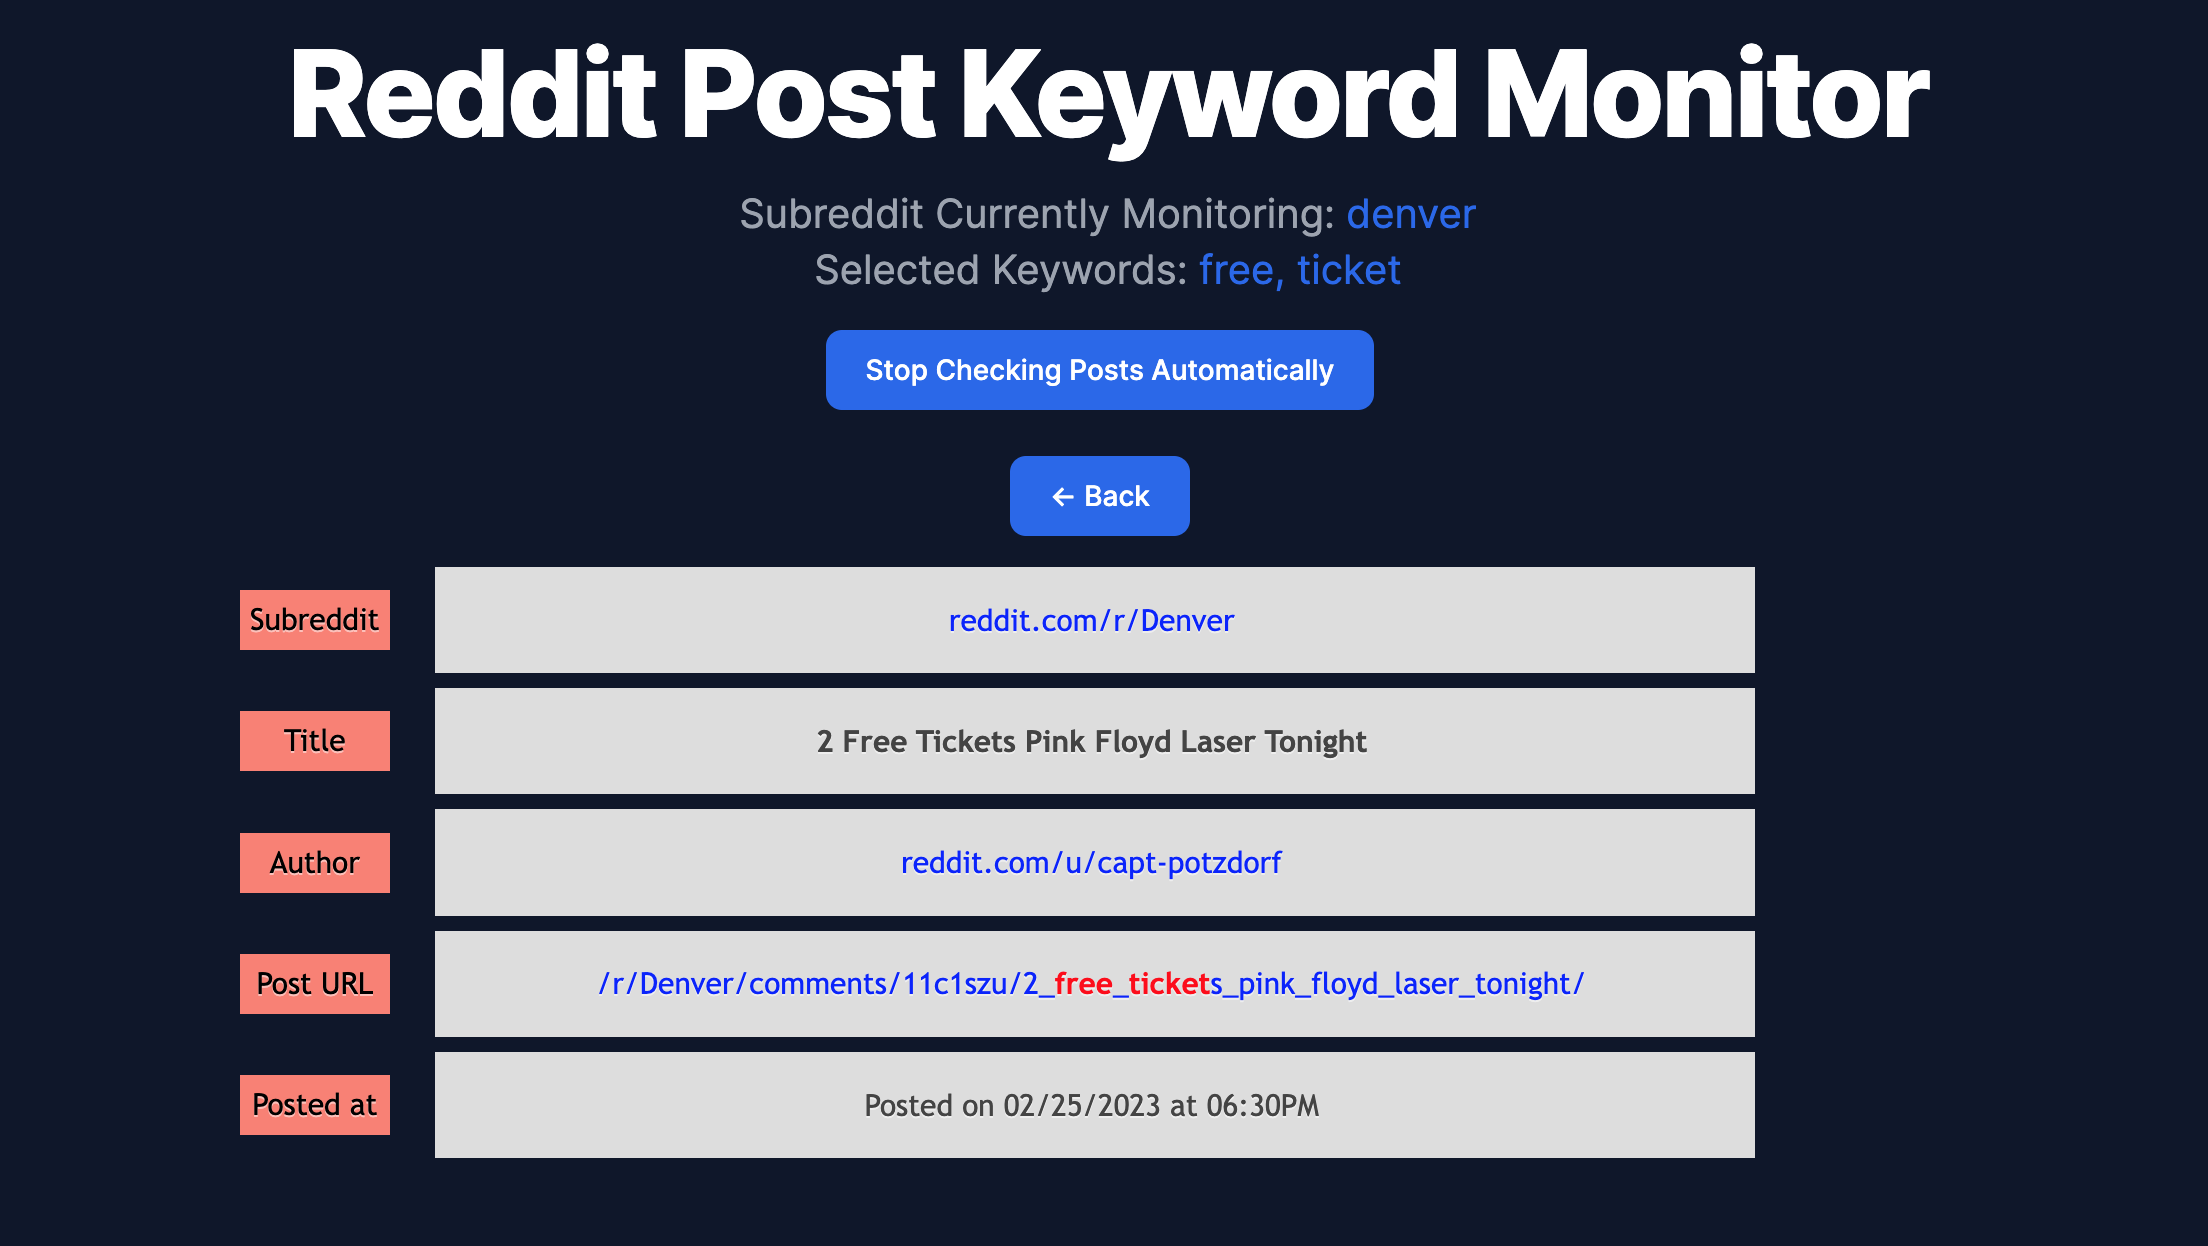 Reddit Post Keyword Monitor
Subreddit Currently Monitoring: denver
Selected Keywords: free, ticket
Stop Checking Posts Automatically
← Back
Subreddit reddit.com/r/Denver
Title 2 Free Tickets Pink Floyd Laser Tonight
Author reddit.com/u/capt-potzdorf
Post URL /r/Denver/comments/11c1szu/2_free_tickets_pink_floyd_laser_tonight/
Posted at Posted on 02/25/2023 at 06:30PM